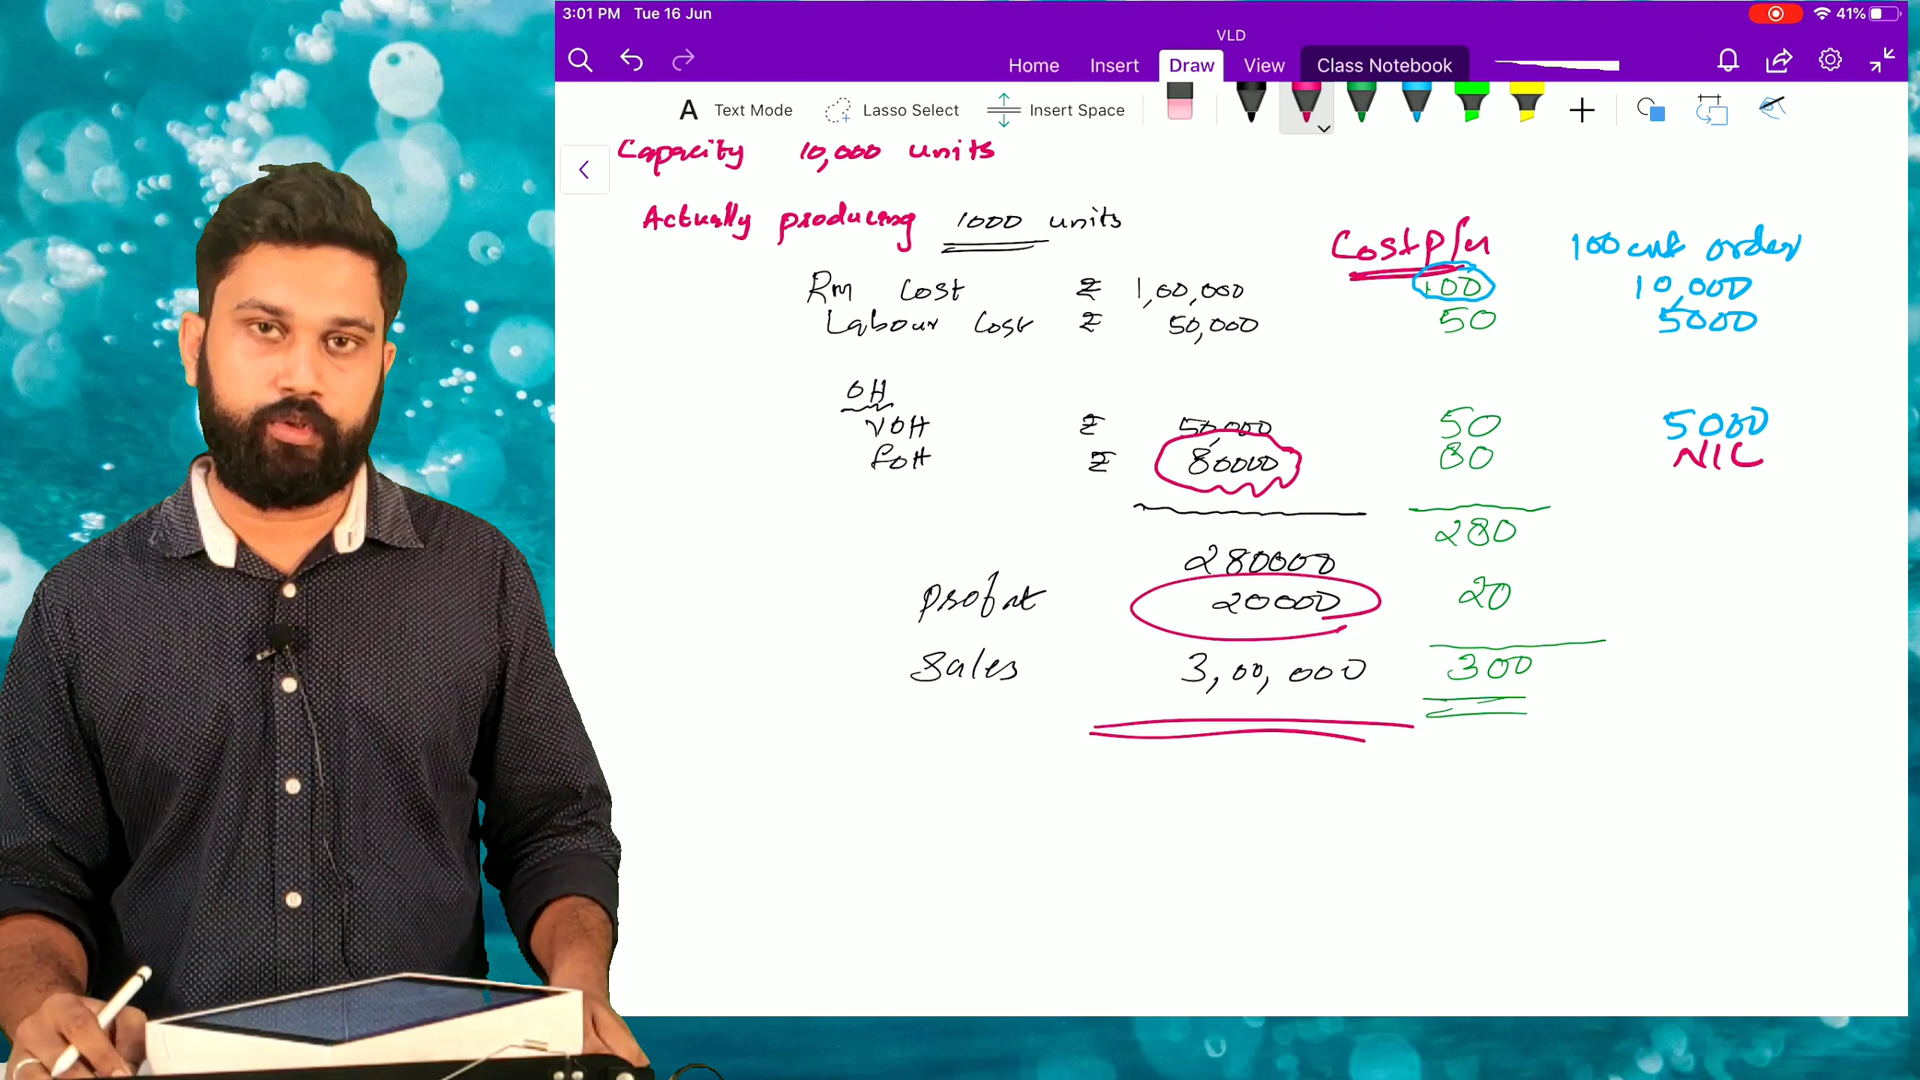 3:01 PM Tue 16 Jun 41%
VLD
Home Insert Draw View Class Notebook
A Text Mode Lasso Select Insert Space
Capacity 10,000 units
Actually producing 1000 units
Cost P/u 100 unit order
Rm Cost ₹ 1,00,000 100 10,000
Labour Cost ₹ 50,000 50 5000
OH
VOH ₹ 50,000 50 5000
FOH ₹ 80000 80 NIL
280000 280
Profit 20000 20
Sales 3,00,000 300